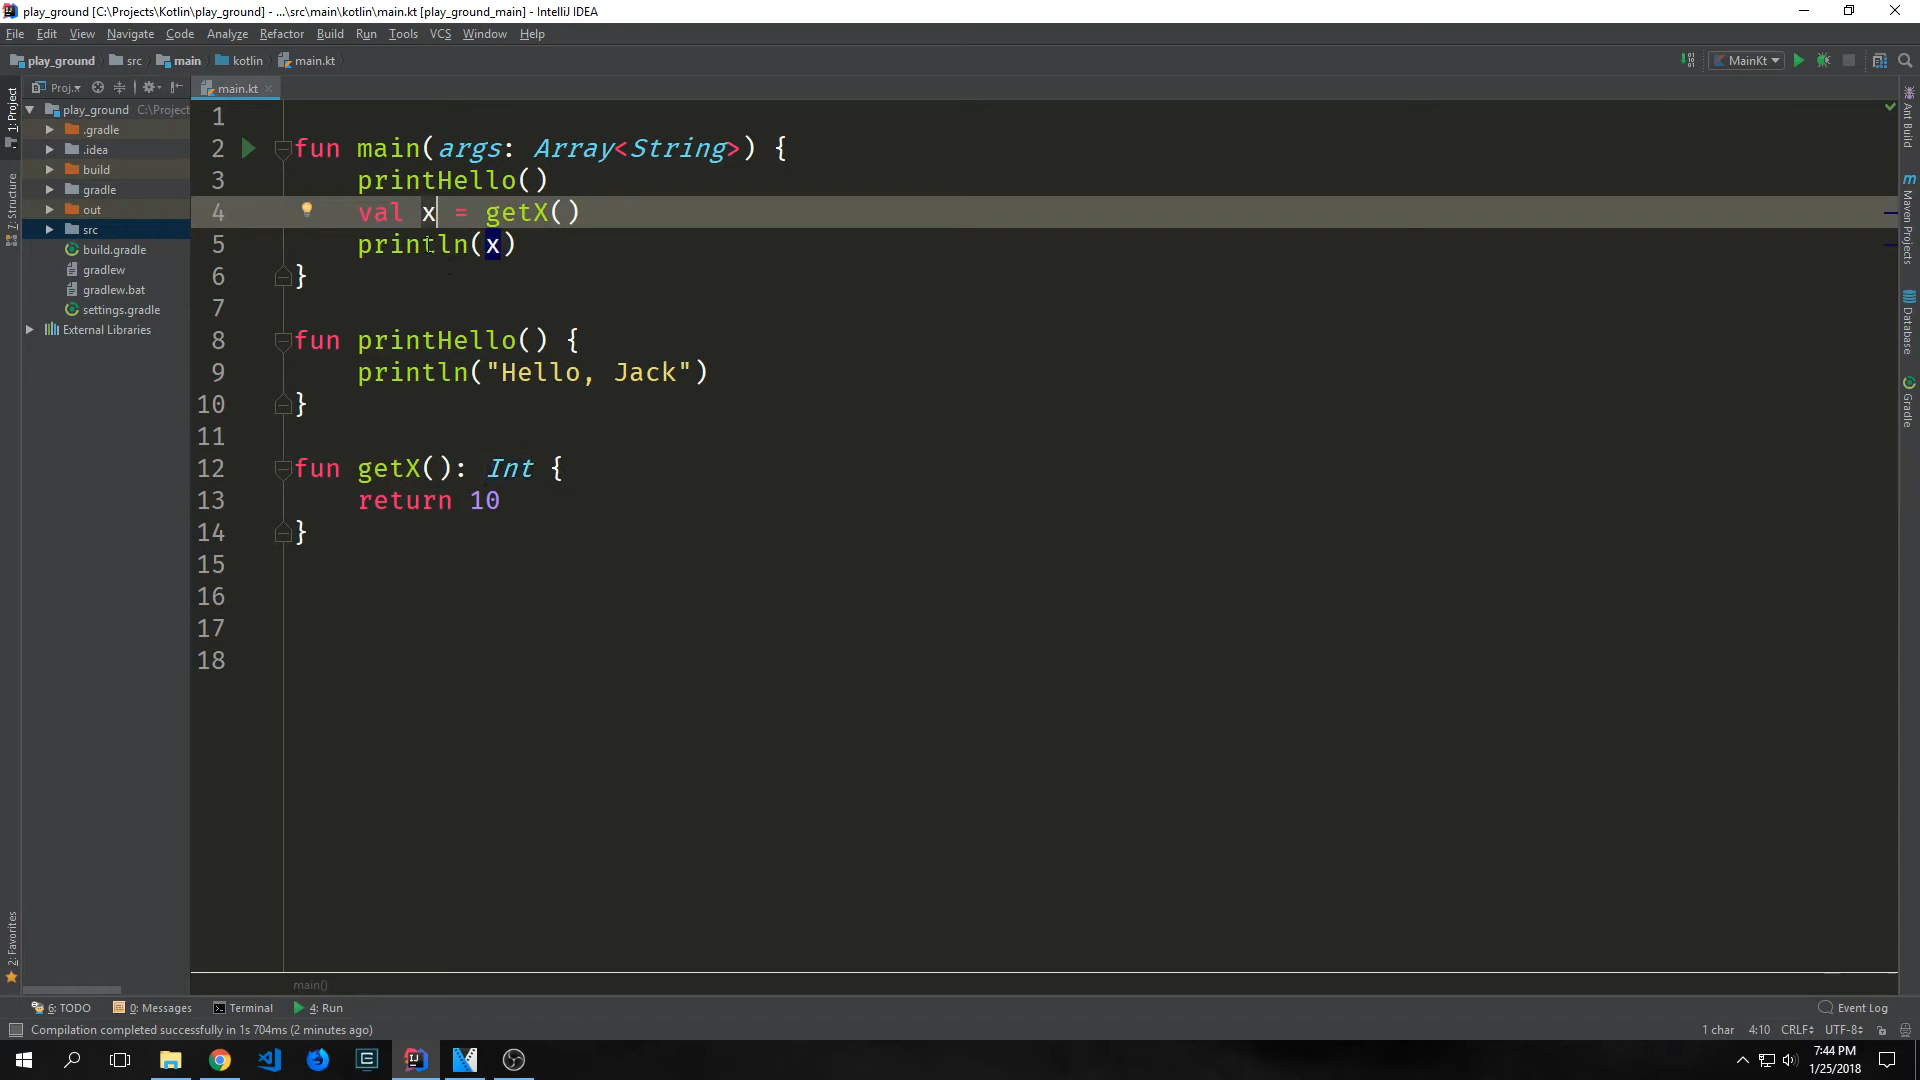 play_ground [C:\Projects\Kotlin\play_ground] - ...\src\main\kotlin\main.kt [play_ground_main] - IntelliJ IDEA
File Edit View Navigate Code Analyze Refactor Build Run Tools VCS Window Help
play_ground src main kotlin main.kt MainKt
Proj.. main.kt
1: Project
7: Structure
2: Favorites
play_ground C:\Project
.gradle
.idea
build
gradle
out
src
build.gradle
gradlew
gradlew.bat
settings.gradle
External Libraries
1
2 fun main(args: Array<String>) {
3 printHello()
4 val x = getX()
5 println(x)
6 }
7
8 fun printHello() {
9 println("Hello, Jack")
10 }
11
12 fun getX(): Int {
13 return 10
14 }
15
16
17
18
main()
Ant Build
Maven Projects
Database
Gradle
6: TODO 0: Messages Terminal 4: Run Event Log
Compilation completed successfully in 1s 704ms (2 minutes ago) 1 char 4:10 CRLF UTF-8
7:44 PM
1/25/2018